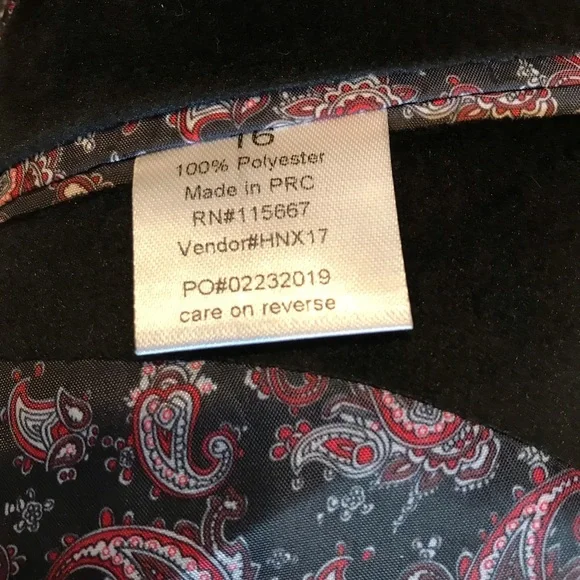 16
100% Polyester
Made in PRC
RN#115667
Vendor#HNX17
PO#02232019
care on reverse